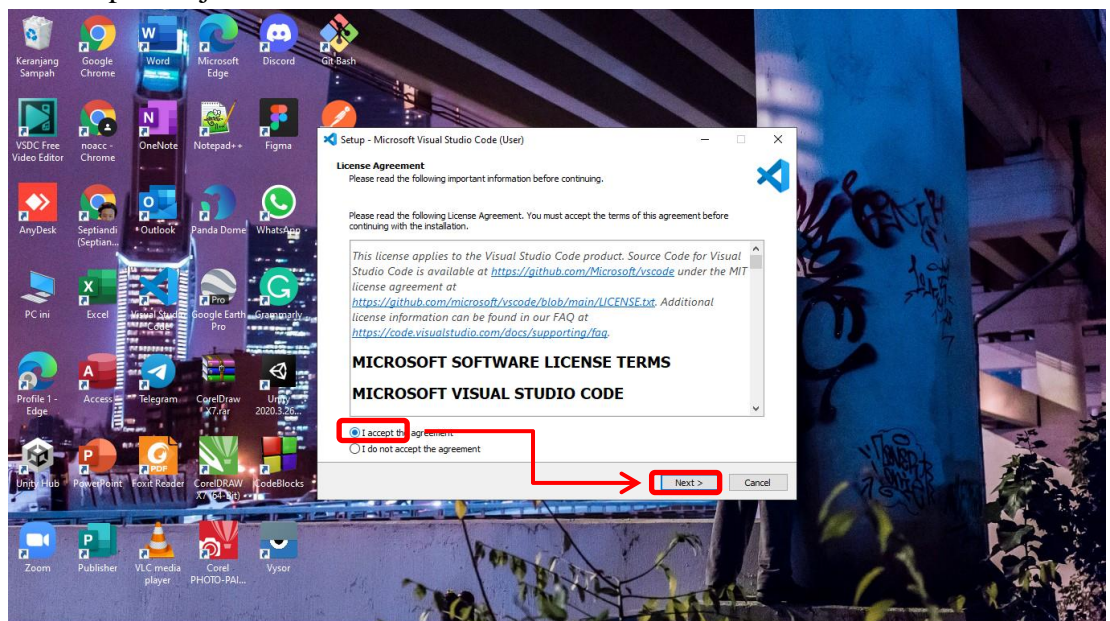 Keranjang Sampah
Google Chrome
Word
Microsoft Edge
Discord
Git Bash
VSDC Free Video Editor
noacc - Chrome
OneNote
Notepad++
Figma
AnyDesk
Septiandi (Septian...
Outlook
Panda Dome
WhatsApp
PC ini
Excel
Visual Studio Code
Google Earth Pro
Grammarly
Profile 1 - Edge
Access
Telegram
CorelDraw X7.rar
Unity 2020.3.26...
Unity Hub
PowerPoint
Foxit Reader
CorelDRAW X7 (64-Bit)
CodeBlocks
Zoom
Publisher
VLC media player
Corel PHOTO-PAI...
Vysor
Setup - Microsoft Visual Studio Code (User)
License Agreement
Please read the following important information before continuing.
Please read the following License Agreement. You must accept the terms of this agreement before
continuing with the installation.
This license applies to the Visual Studio Code product. Source Code for Visual
Studio Code is available at https://github.com/Microsoft/vscode under the MIT
license agreement at
https://github.com/microsoft/vscode/blob/main/LICENSE.txt. Additional
license information can be found in our FAQ at
https://code.visualstudio.com/docs/supporting/faq.
MICROSOFT SOFTWARE LICENSE TERMS
MICROSOFT VISUAL STUDIO CODE
I accept the agreement
I do not accept the agreement
Next >
Cancel